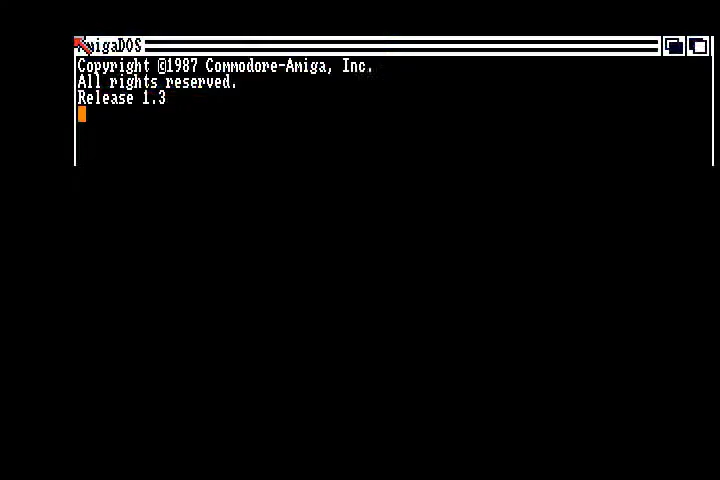 AmigaDOS
Copyright ©1987 Commodore-Amiga, Inc.
All rights reserved.
Release 1.3